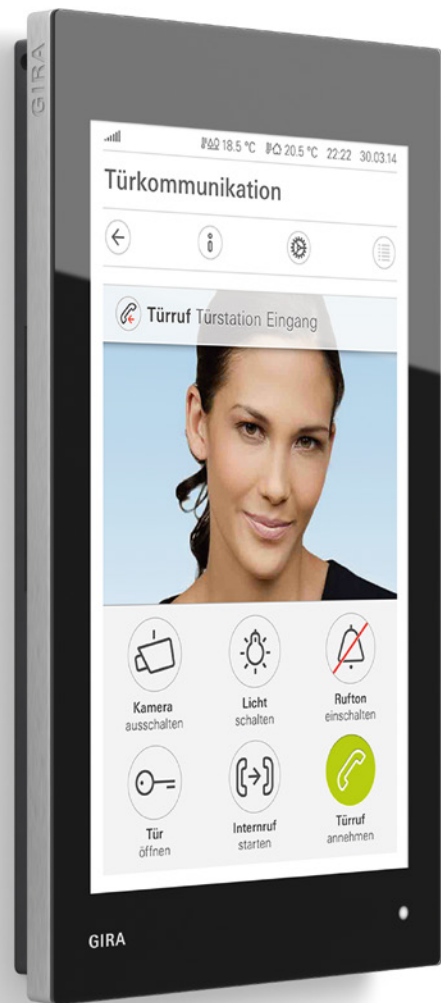 GIRA
18.5 °C 20.5 °C 22:22 30.03.14
Türkommunikation
Türruf Türstation Eingang
Kamera
ausschalten
Licht
schalten
Rufton
einschalten
Tür
öffnen
Internruf
starten
Türruf
annehmen
GIRA